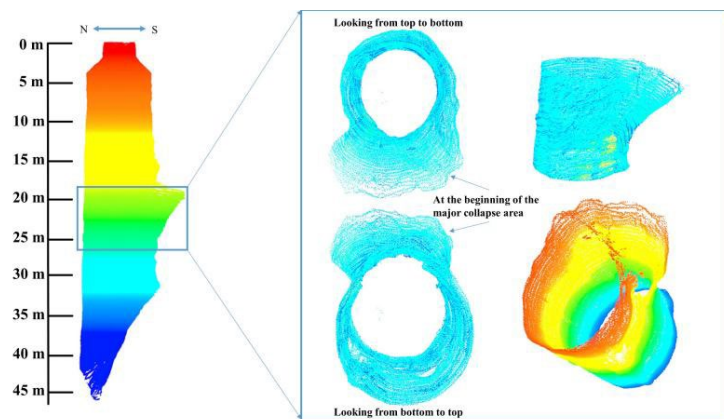 N S
0 m
5 m
10 m
15 m
20 m
25 m
30 m
35 m
40 m
45 m
Looking from top to bottom
At the beginning of the
major collapse area
Looking from bottom to top